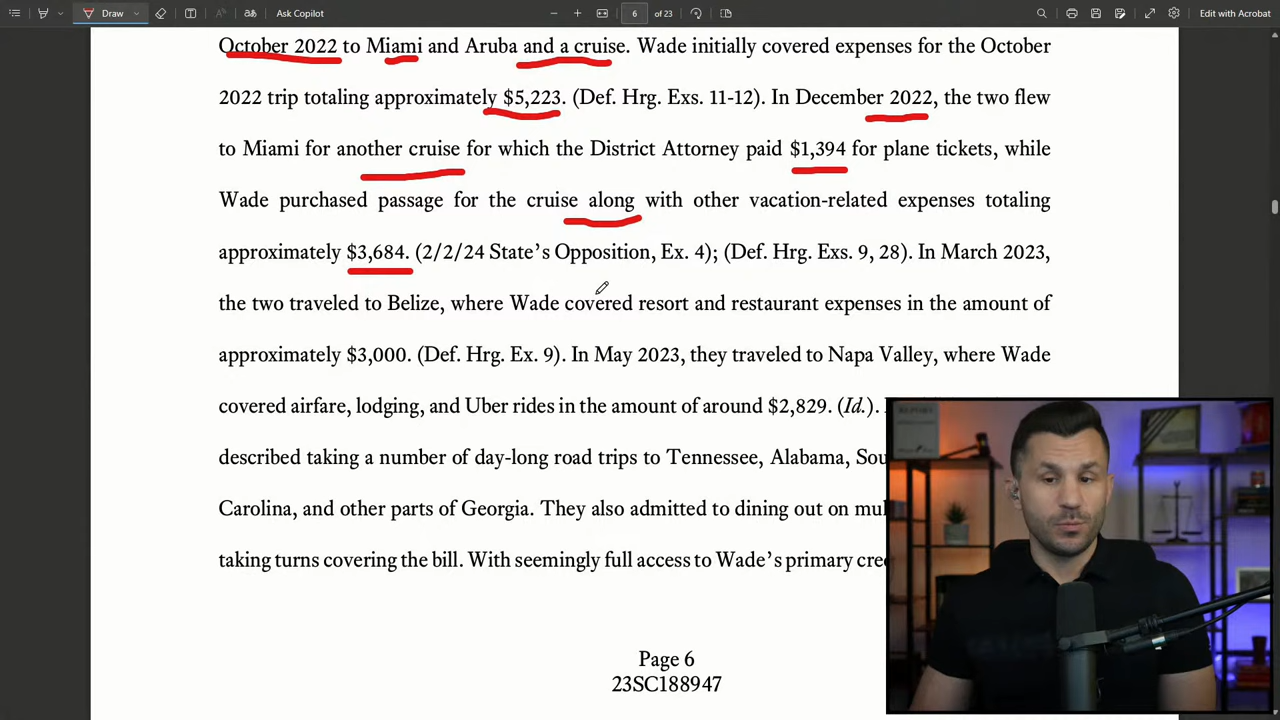 Draw
Ask Copilot
6 of 23
Edit with Acrobat
October 2022 to Miami and Aruba and a cruise. Wade initially covered expenses for the October
2022 trip totaling approximately $5,223. (Def. Hrg. Exs. 11-12). In December 2022, the two flew
to Miami for another cruise for which the District Attorney paid $1,394 for plane tickets, while
Wade purchased passage for the cruise along with other vacation-related expenses totaling
approximately $3,684. (2/2/24 State’s Opposition, Ex. 4); (Def. Hrg. Exs. 9, 28). In March 2023,
the two traveled to Belize, where Wade covered resort and restaurant expenses in the amount of
approximately $3,000. (Def. Hrg. Ex. 9). In May 2023, they traveled to Napa Valley, where Wade
covered airfare, lodging, and Uber rides in the amount of around $2,829. (Id.).
described taking a number of day-long road trips to Tennessee, Alabama,
Carolina, and other parts of Georgia. They also admitted to dining out on
taking turns covering the bill. With seemingly full access to Wade’s primary
Page 6
23SC188947